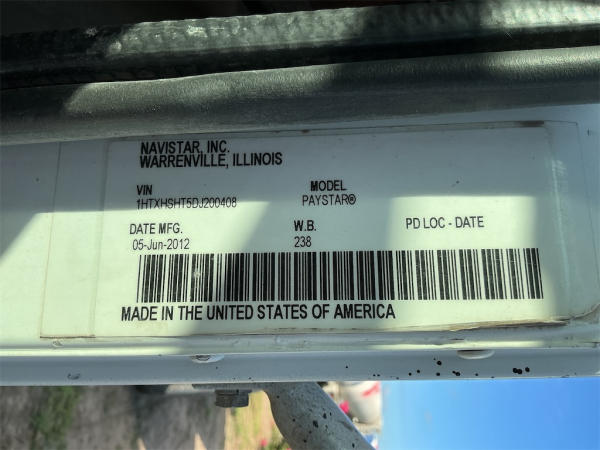 NAVISTAR, INC.
WARRENVILLE, ILLINOIS
VIN MODEL
1HTXHSHT5DJ200408 PAYSTAR®
DATE MFG. W.B. PD LOC - DATE
05-Jun-2012 238
MADE IN THE UNITED STATES OF AMERICA